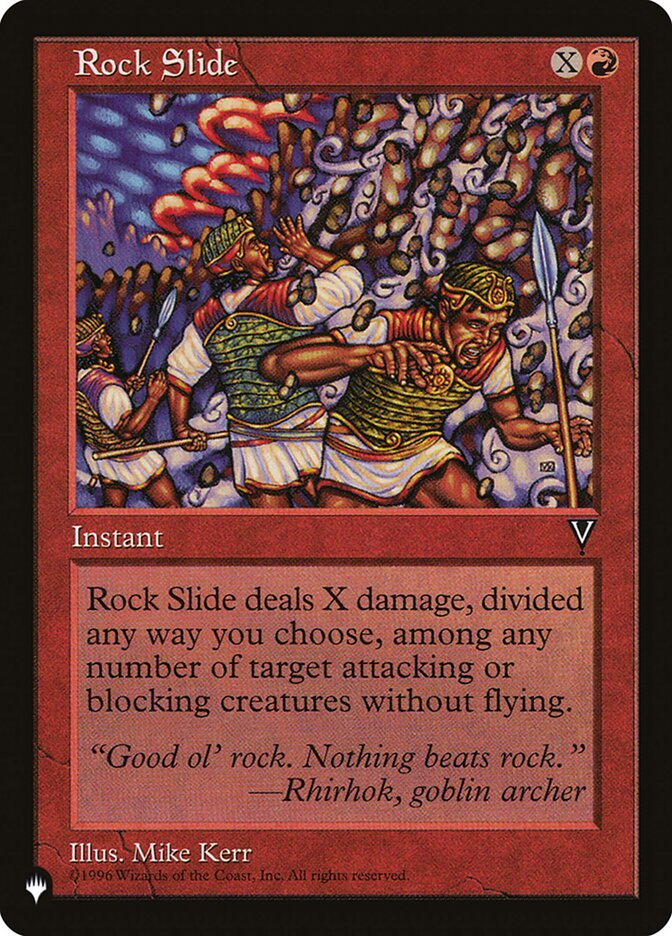 Rock Slide
X
Instant
V
Rock Slide deals X damage, divided
any way you choose, among any
number of target attacking or
blocking creatures without flying.
“Good ol’ rock. Nothing beats rock.”
—Rhirhok, goblin archer
Illus. Mike Kerr
©1996 Wizards of the Coast, Inc. All rights reserved.